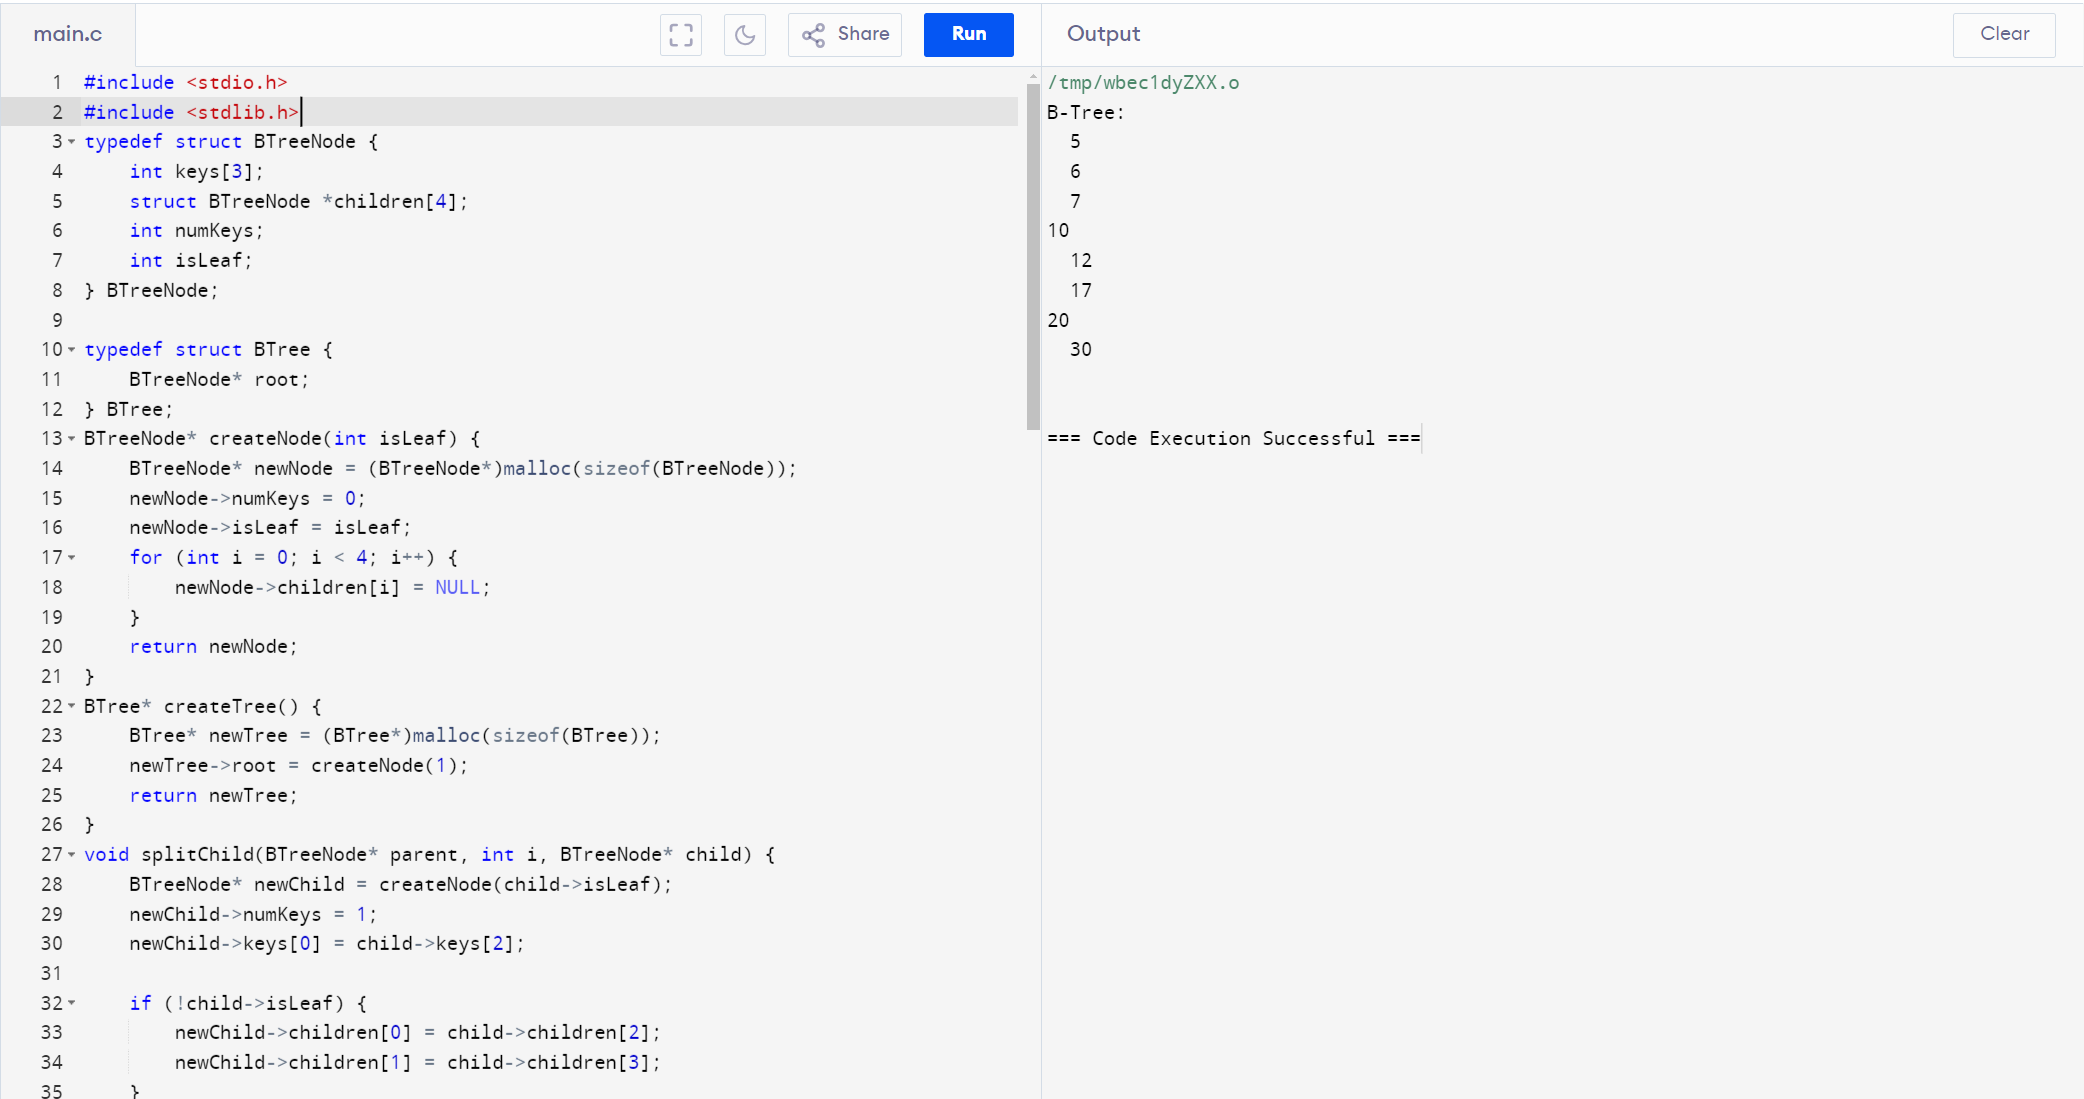 main.c
Share
Run
Output
Clear
1 #include <stdio.h>
2 #include <stdlib.h>
3 typedef struct BTreeNode {
4     int keys[3];
5     struct BTreeNode *children[4];
6     int numKeys;
7     int isLeaf;
8 } BTreeNode;
9
10 typedef struct BTree {
11     BTreeNode* root;
12 } BTree;
13 BTreeNode* createNode(int isLeaf) {
14     BTreeNode* newNode = (BTreeNode*)malloc(sizeof(BTreeNode));
15     newNode->numKeys = 0;
16     newNode->isLeaf = isLeaf;
17     for (int i = 0; i < 4; i++) {
18         newNode->children[i] = NULL;
19     }
20     return newNode;
21 }
22 BTree* createTree() {
23     BTree* newTree = (BTree*)malloc(sizeof(BTree));
24     newTree->root = createNode(1);
25     return newTree;
26 }
27 void splitChild(BTreeNode* parent, int i, BTreeNode* child) {
28     BTreeNode* newChild = createNode(child->isLeaf);
29     newChild->numKeys = 1;
30     newChild->keys[0] = child->keys[2];
31
32     if (!child->isLeaf) {
33         newChild->children[0] = child->children[2];
34         newChild->children[1] = child->children[3];
35     }
/tmp/wbec1dyZXX.o
B-Tree:
  5
  6
  7
10
  12
  17
20
  30
=== Code Execution Successful ===